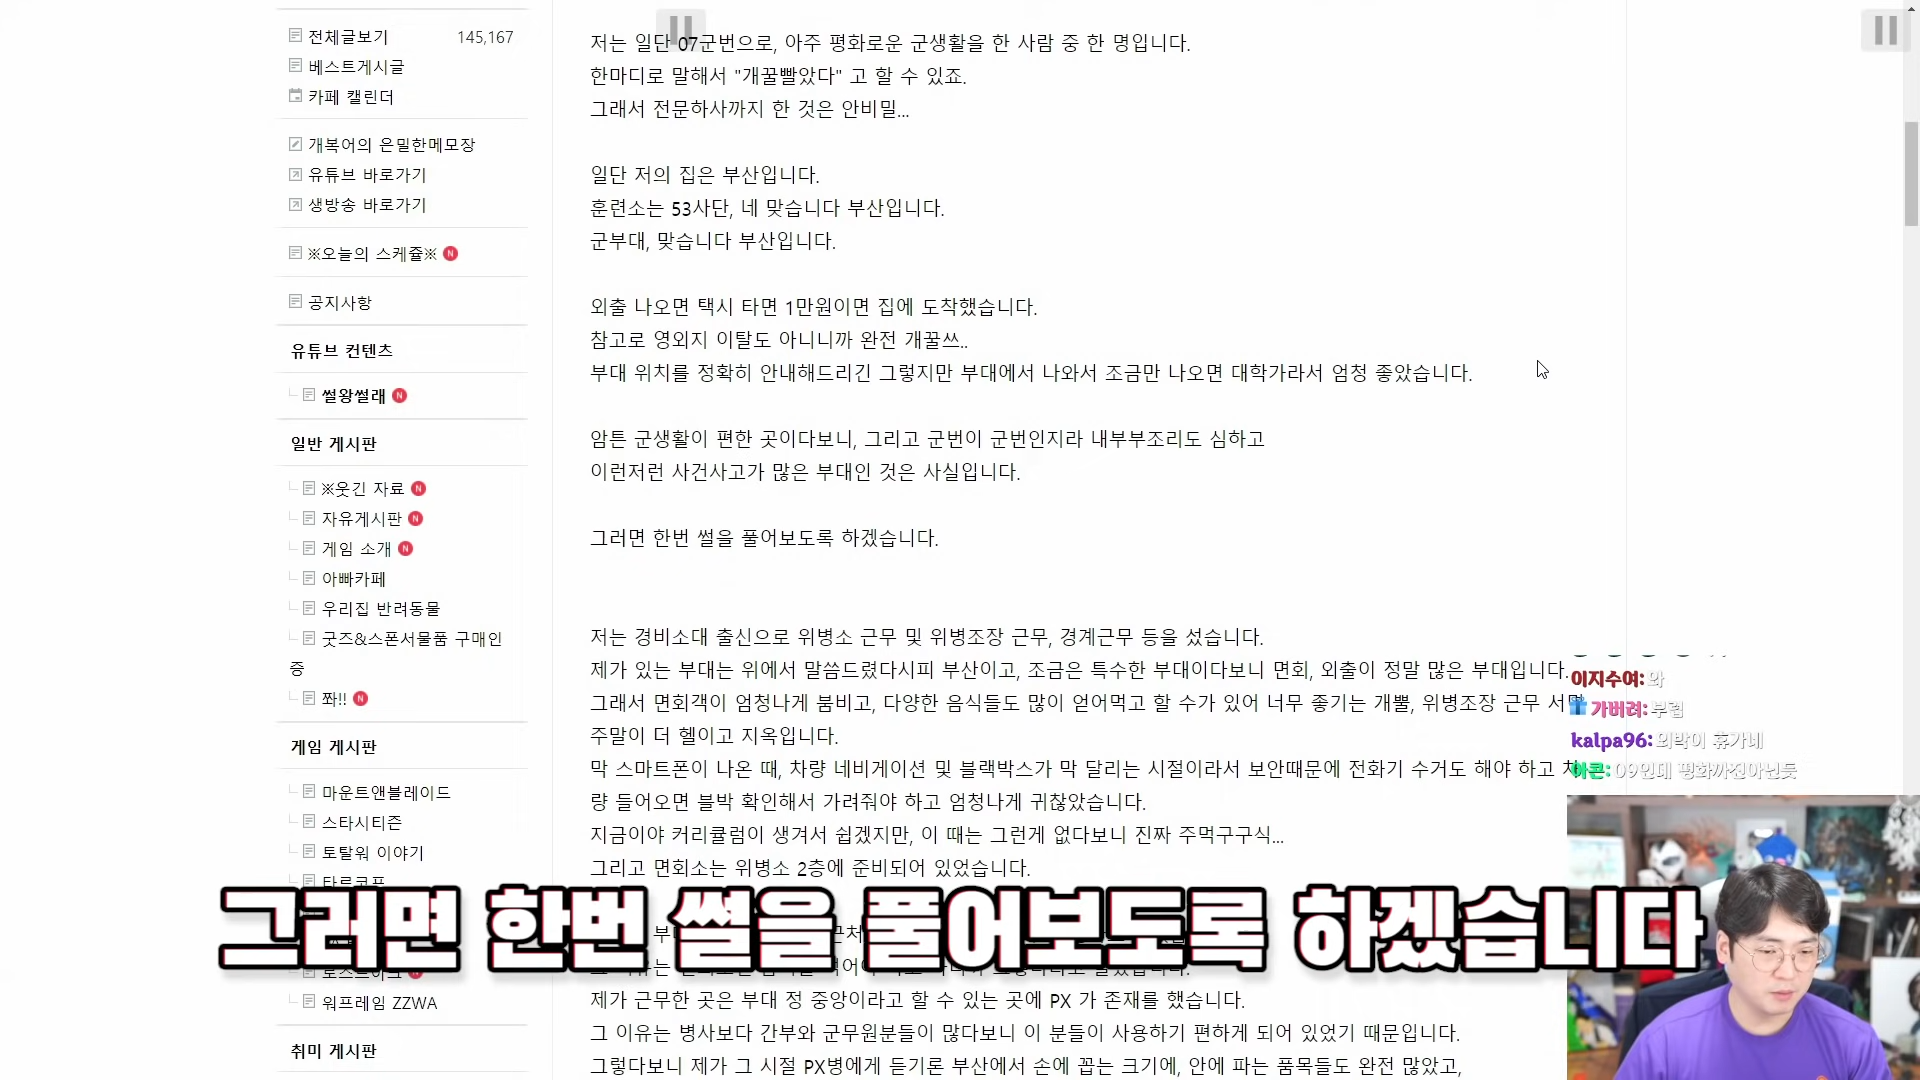 전체글보기 145,167
베스트게시글
카페 캘린더
개복어의 은밀한메모장
유튜브 바로가기
생방송 바로가기
※오늘의 스케쥴※ N
공지사항
유튜브 컨텐츠
썰왕썰래 N
일반 게시판
※웃긴 자료 N
자유게시판 N
게임 소개 N
아빠카페
우리집 반려동물
굿즈&스폰서물품 구매인
증
쫘!! N
게임 게시판
마운트앤블레이드
스타시티즌
토탈워 이야기
타르코프
워프레임 ZZWA
취미 게시판
저는 일단 07군번으로, 아주 평화로운 군생활을 한 사람 중 한 명입니다.
한마디로 말해서 "개꿀빨았다" 고 할 수 있죠.
그래서 전문하사까지 한 것은 안비밀...
일단 저의 집은 부산입니다.
훈련소는 53사단, 네 맞습니다 부산입니다.
군부대, 맞습니다 부산입니다.
외출 나오면 택시 타면 1만원이면 집에 도착했습니다.
참고로 영외지 이탈도 아니니까 완전 개꿀쓰..
부대 위치를 정확히 안내해드리긴 그렇지만 부대에서 나와서 조금만 나오면 대학가라서 엄청 좋았습니다.
암튼 군생활이 편한 곳이다보니, 그리고 군번이 군번인지라 내부부조리도 심하고
이런저런 사건사고가 많은 부대인 것은 사실입니다.
그러면 한번 썰을 풀어보도록 하겠습니다.
저는 경비소대 출신으로 위병소 근무 및 위병조장 근무, 경계근무 등을 섰습니다.
제가 있는 부대는 위에서 말씀드렸다시피 부산이고, 조금은 특수한 부대이다보니 면회, 외출이 정말 많은 부대입니다.
그래서 면회객이 엄청나게 붐비고, 다양한 음식들도 많이 얻어먹고 할 수가 있어 너무 좋기는 개뿔, 위병조장 근무 서면
주말이 더 헬이고 지옥입니다.
막 스마트폰이 나온 때, 차량 네비게이션 및 블랙박스가 막 달리는 시절이라서 보안때문에 전화기 수거도 해야 하고 차
량 들어오면 블박 확인해서 가려줘야 하고 엄청나게 귀찮았습니다.
지금이야 커리큘럼이 생겨서 쉽겠지만, 이 때는 그런게 없다보니 진짜 주먹구구식...
그리고 면회소는 위병소 2층에 준비되어 있었습니다.
제가 근무한 곳은 부대 정 중앙이라고 할 수 있는 곳에 PX 가 존재를 했습니다.
그 이유는 병사보다 간부와 군무원분들이 많다보니 이 분들이 사용하기 편하게 되어 있었기 때문입니다.
그렇다보니 제가 그 시절 PX병에게 듣기론 부산에서 손에 꼽는 크기에, 안에 파는 품목들도 완전 많았고,
이지수여: 와
가버려: 부럽
kalpa96: 외박이 휴가네
아콘: 09인데 평화까진아닌듯
그러면 한번 썰을 풀어보도록 하겠습니다